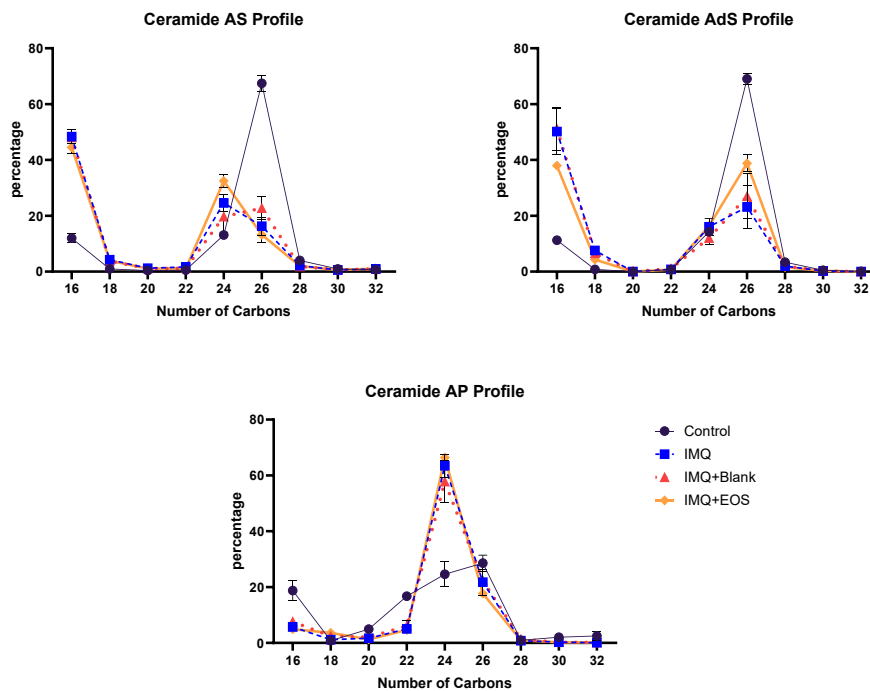 Ceramide AS Profile
80
60
40
20
0
percentage
16 18 20 22 24 26 28 30 32
Number of Carbons
Ceramide AdS Profile
80
60
40
20
0
percentage
16 18 20 22 24 26 28 30 32
Number of Carbons
Ceramide AP Profile
80
60
40
20
0
percentage
16 18 20 22 24 26 28 30 32
Number of Carbons
Control
IMQ
IMQ+Blank
IMQ+EOS